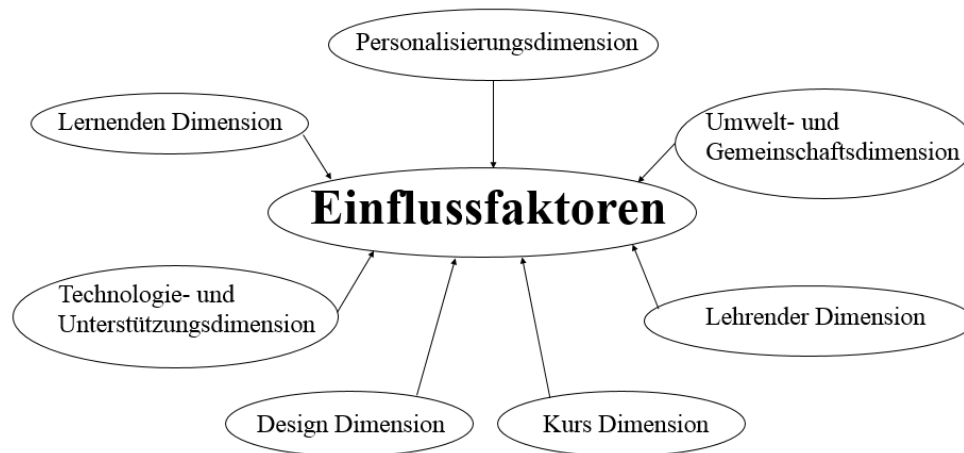 Personalisierungsdimension
Lernenden Dimension
Umwelt- und
Gemeinschaftsdimension
Einflussfaktoren
Technologie- und
Unterstützungsdimension
Lehrender Dimension
Design Dimension
Kurs Dimension